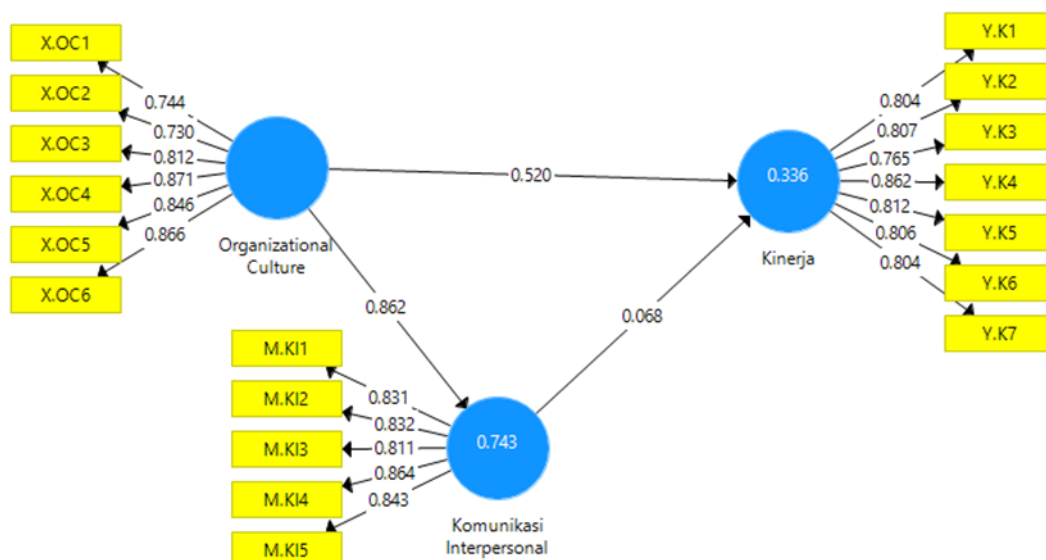 X.OC1
X.OC2
X.OC3
X.OC4
X.OC5
X.OC6
0.744
0.730
0.812
0.871
0.846
0.866
Organizational
Culture
0.520
0.862
0.068
M.KI1
M.KI2
M.KI3
M.KI4
M.KI5
0.831
0.832
0.811
0.864
0.843
0.743
Komunikasi
Interpersonal
0.336
Kinerja
0.804
0.807
0.765
0.862
0.812
0.806
0.804
Y.K1
Y.K2
Y.K3
Y.K4
Y.K5
Y.K6
Y.K7